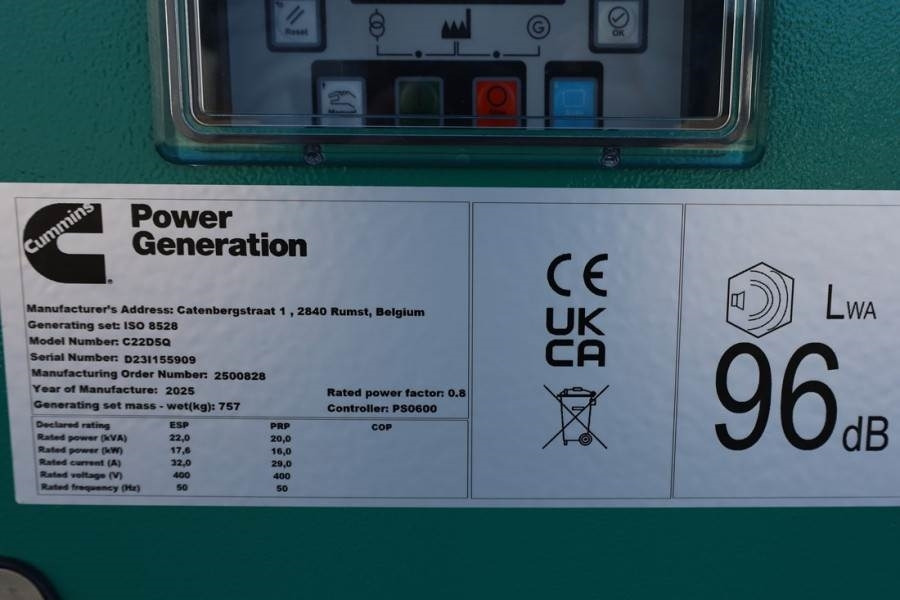 Reset
G
OK
Cummins
Power
Generation
Manufacturer's Address: Catenbergstraat 1 , 2840 Rumst, Belgium
Generating set: ISO 8528
Model Number: C22D5Q
Serial Number: D23I155909
Manufacturing Order Number: 2500828
Year of Manufacture: 2025
Rated power factor: 0.8
Generating set mass - wet(kg): 757
Controller: PS0600
Declared rating ESP PRP COP
Rated power (kVA) 22,0 20,0
Rated power (kW) 17,6 16,0
Rated current (A) 32,0 29,0
Rated voltage (V) 400 400
Rated frequency (Hz) 50 50
CE
UK
CA
LWA
96 dB